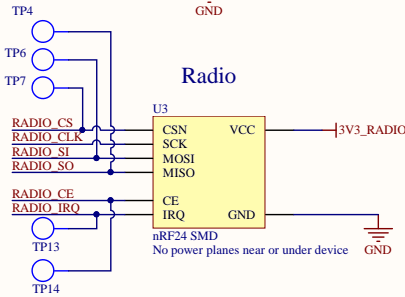 TP4
GND
TP6
TP7
Radio
U3
RADIO_CS
CSN
VCC
3V3_RADIO
RADIO_CLK
SCK
RADIO_SI
MOSI
RADIO_SO
MISO
RADIO_CE
CE
RADIO_IRQ
IRQ
GND
nRF24 SMD
TP13
No power planes near or under device
GND
TP14